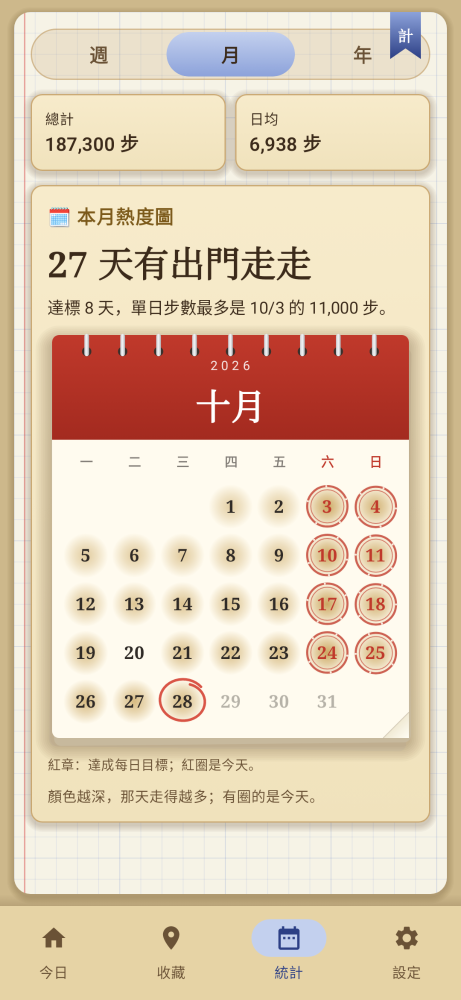 計
週 月 年
總計
187,300 步
日均
6,938 步
本月熱度圖
27 天有出門走走
達標 8 天，單日步數最多是 10/3 的 11,000 步。
2026
十月
一 二 三 四 五 六 日
1 2 3 4
5 6 7 8 9 10 11
12 13 14 15 16 17 18
19 20 21 22 23 24 25
26 27 28 29 30 31
紅章：達成每日目標；紅圈是今天。
顏色越深，那天走得越多；有圈的是今天。
今日 收藏 統計 設定